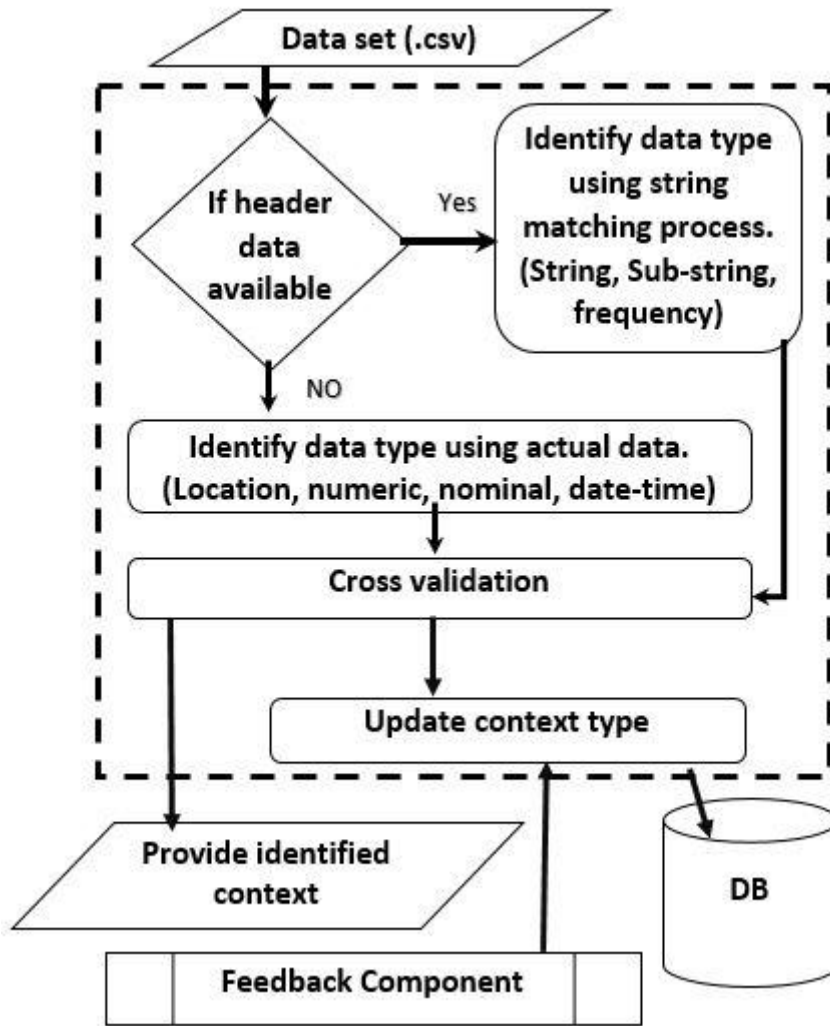 Data set (.csv)
If header
data
available
Yes
Identify data type
using string
matching process.
(String, Sub-string,
frequency)
NO
Identify data type using actual data.
(Location, numeric, nominal, date-time)
Cross validation
Update context type
Provide identified
context
DB
Feedback Component